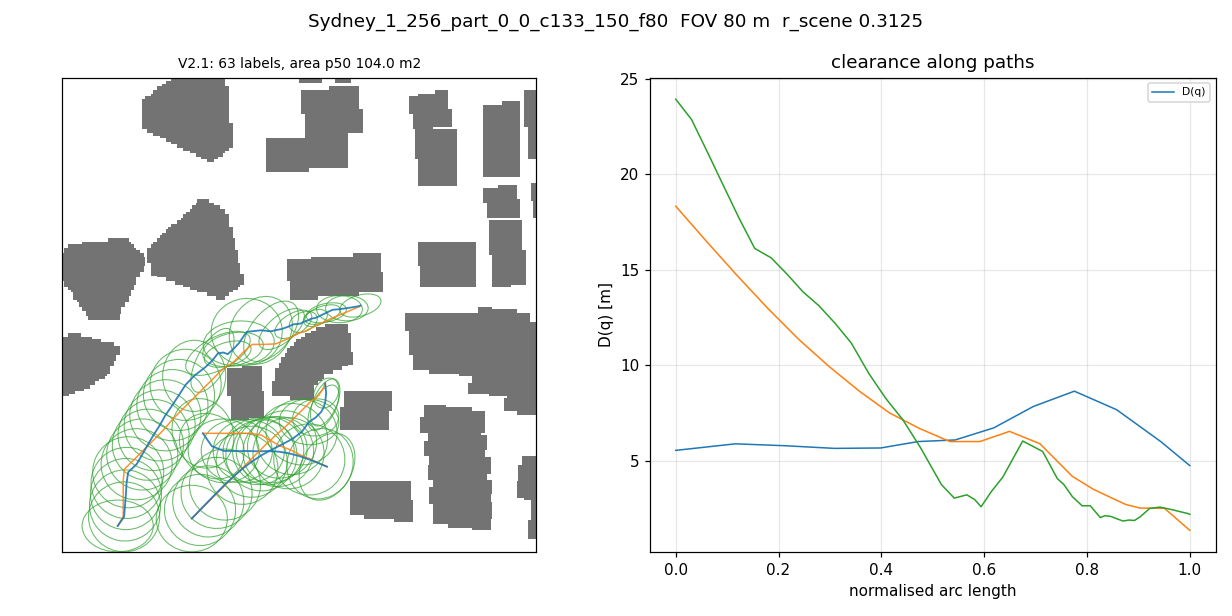 Sydney_1_256_part_0_0_c133_150_f80  FOV 80 m  r_scene 0.3125
V2.1: 63 labels, area p50 104.0 m2
clearance along paths
D(q)
25
20
15
10
5
D(q) [m]
0.0 0.2 0.4 0.6 0.8 1.0
normalised arc length